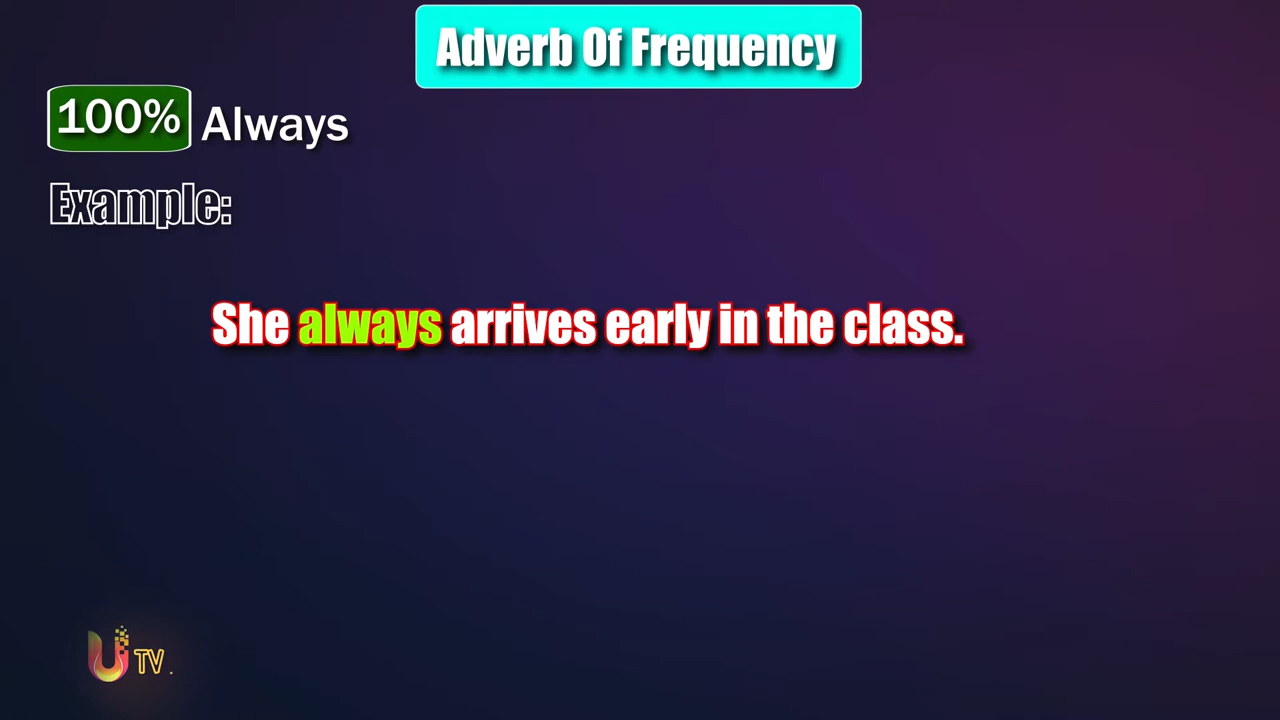 Adverb Of Frequency
100% Always
Example:
She always arrives early in the class.
U TV .